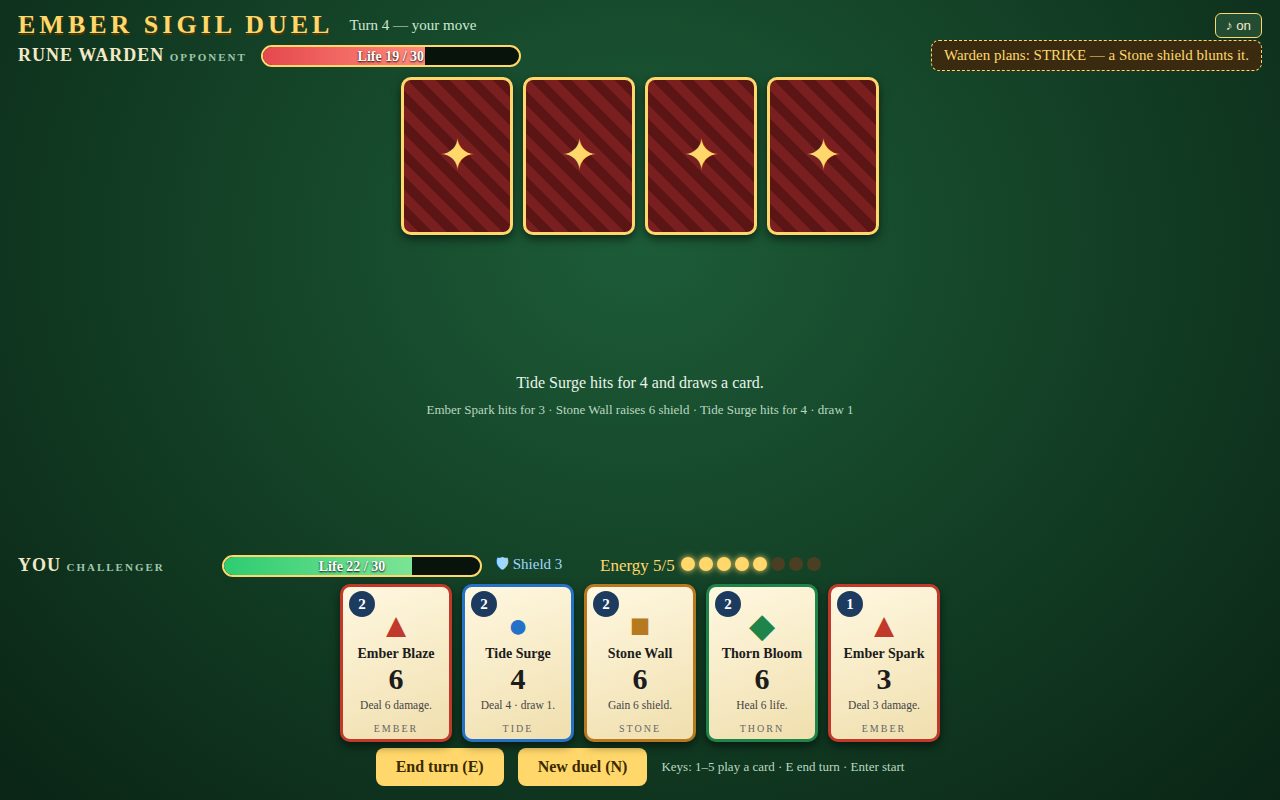 EMBER SIGIL DUEL Turn 4 — your move ♪ on
RUNE WARDEN OPPONENT Life 19 / 30 Warden plans: STRIKE — a Stone shield blunts it.
Tide Surge hits for 4 and draws a card.
Ember Spark hits for 3 · Stone Wall raises 6 shield · Tide Surge hits for 4 · draw 1
YOU CHALLENGER Life 22 / 30 Shield 3 Energy 5/5
2
Ember Blaze
6
Deal 6 damage.
EMBER
2
Tide Surge
4
Deal 4 · draw 1.
TIDE
2
Stone Wall
6
Gain 6 shield.
STONE
2
Thorn Bloom
6
Heal 6 life.
THORN
1
Ember Spark
3
Deal 3 damage.
EMBER
End turn (E) New duel (N) Keys: 1–5 play a card · E end turn · Enter start